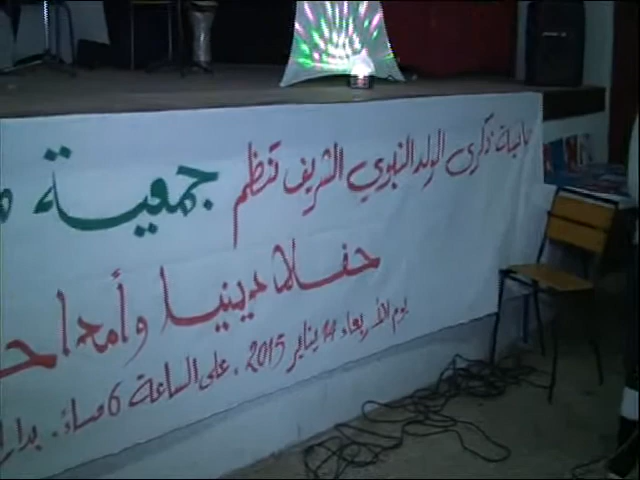 بمناسبة ذكرى المولد النبوي الشريف تنظم جمعية
حفلا دينيا وأمداح
يوم الأربعاء 14 يناير 2015 . على الساعة 6 مساءً . بدار